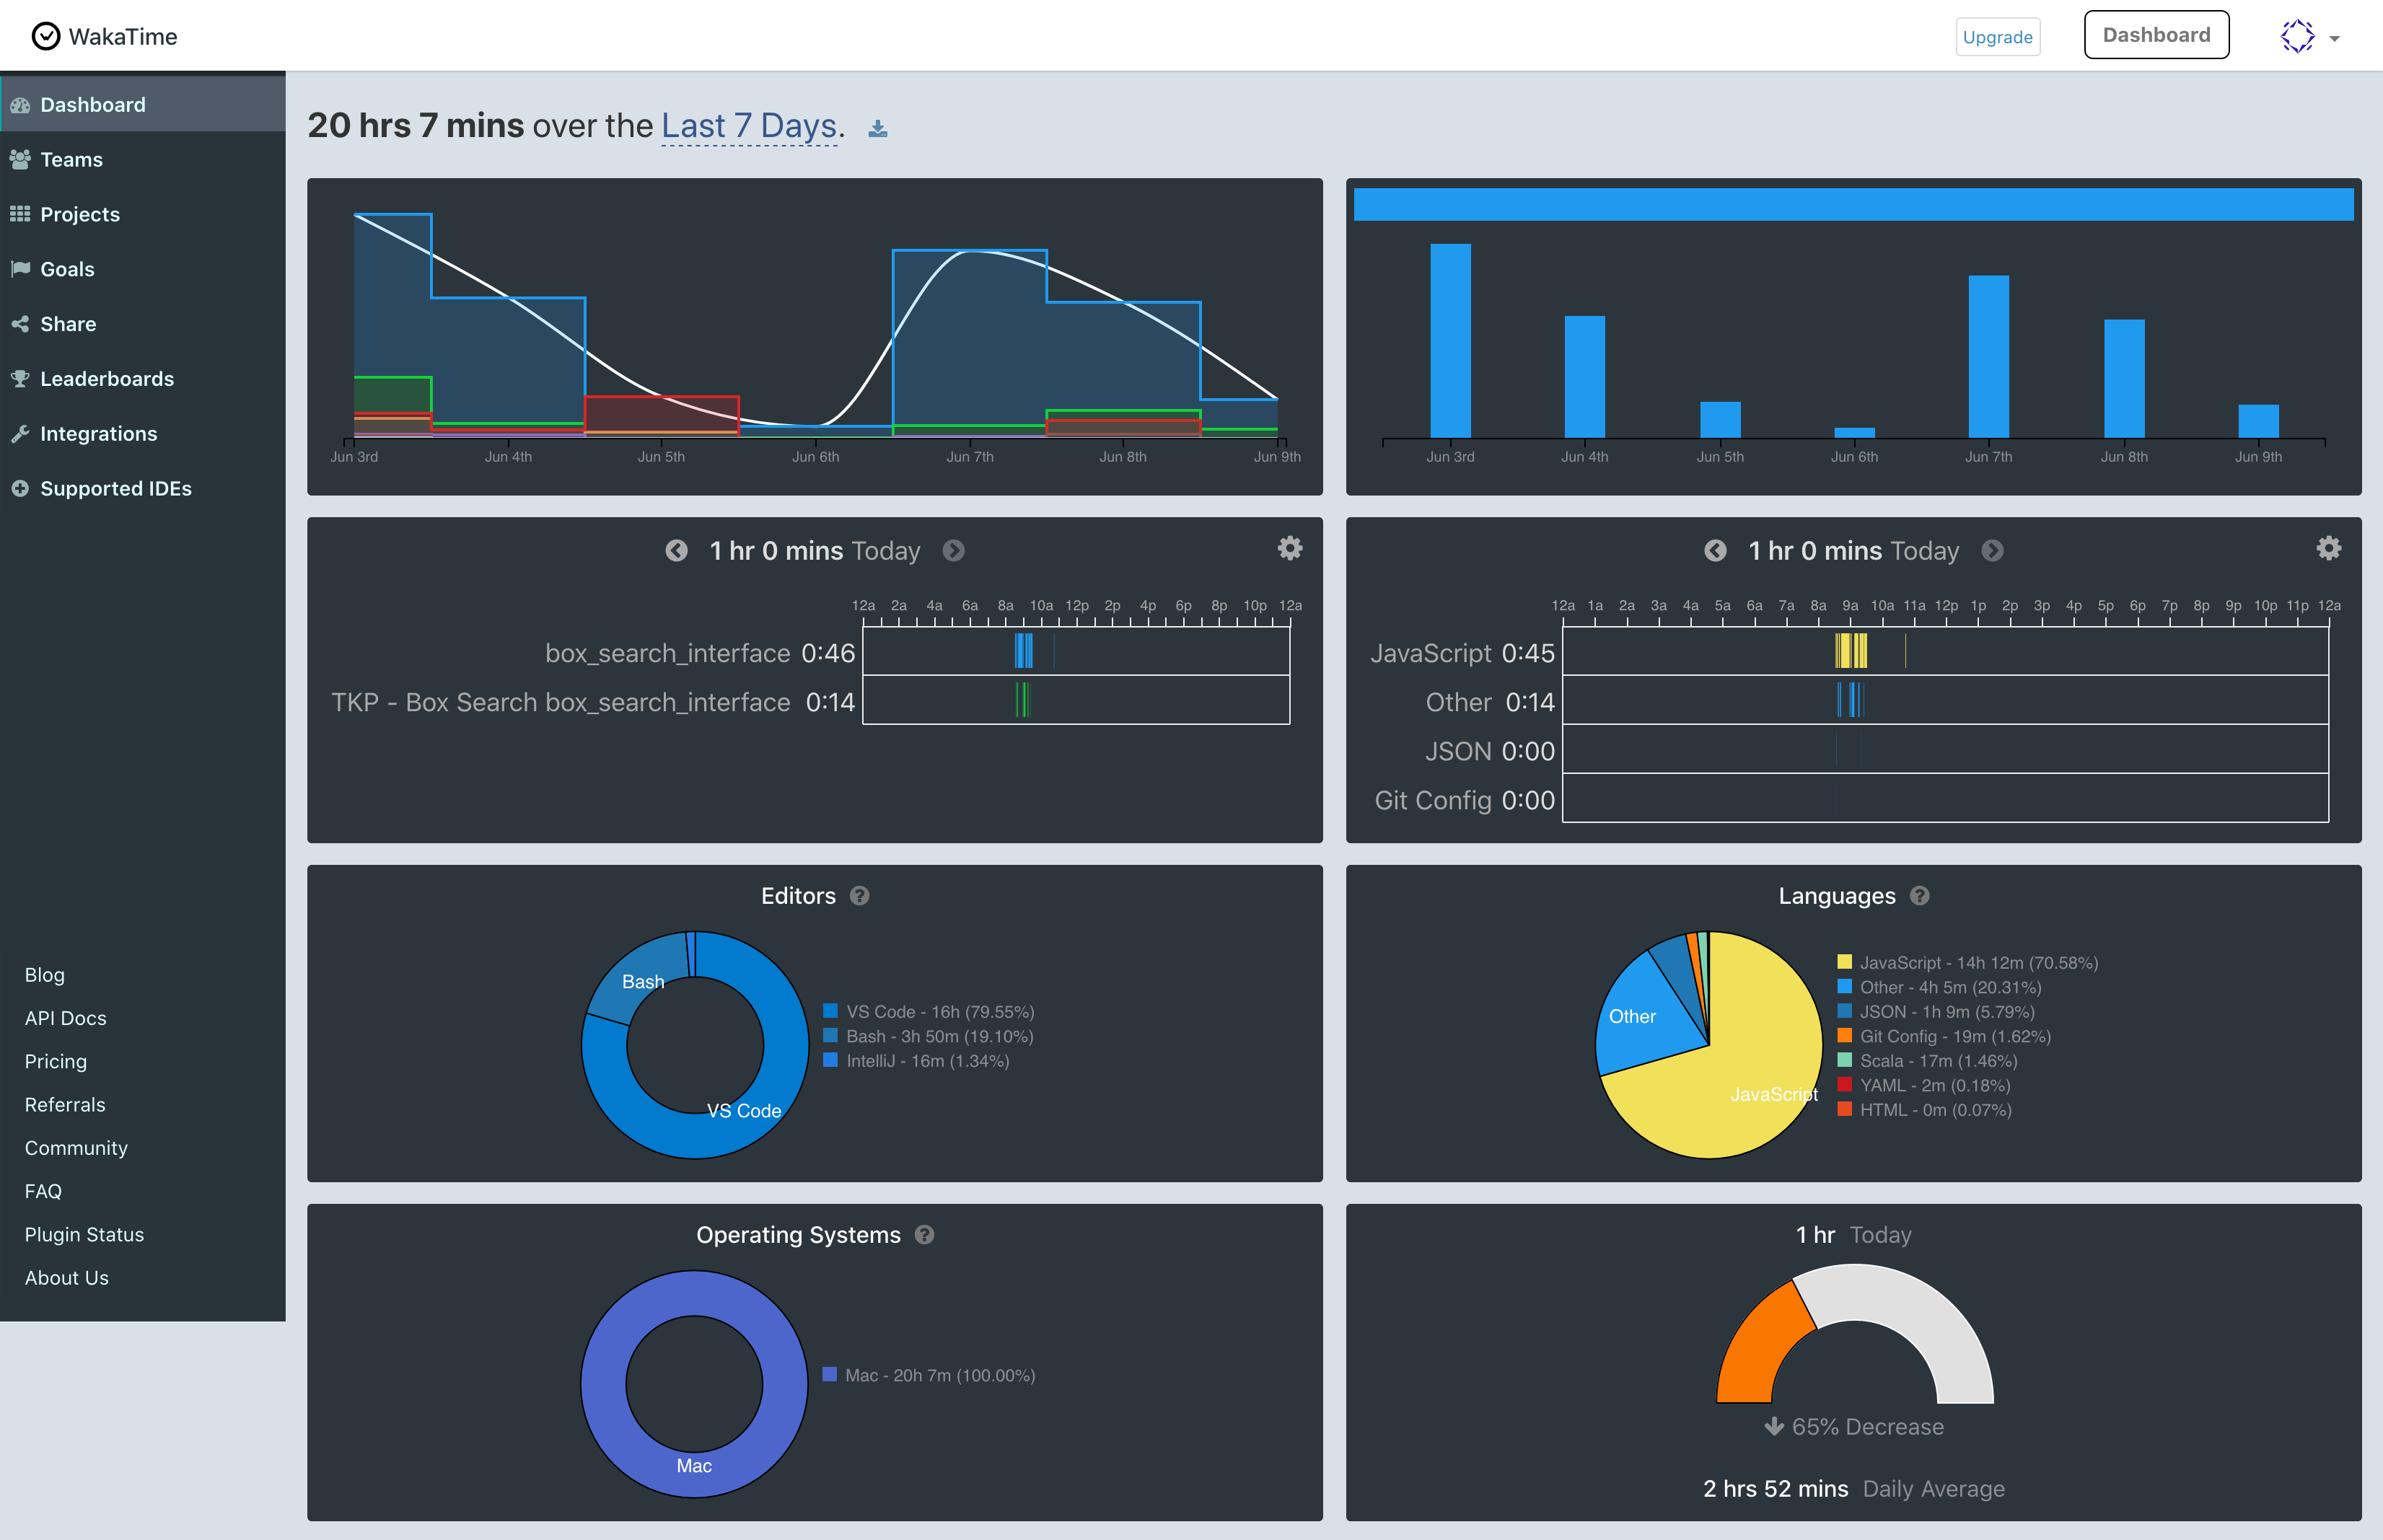 WakaTime
Upgrade
Dashboard
Dashboard
Teams
Projects
Goals
Share
Leaderboards
Integrations
Supported IDEs
Blog
API Docs
Pricing
Referrals
Community
FAQ
Plugin Status
About Us
20 hrs 7 mins over the Last 7 Days.
Jun 3rd Jun 4th Jun 5th Jun 6th Jun 7th Jun 8th Jun 9th
Jun 3rd Jun 4th Jun 5th Jun 6th Jun 7th Jun 8th Jun 9th
1 hr 0 mins Today
12a 2a 4a 6a 8a 10a 12p 2p 4p 6p 8p 10p 12a
box_search_interface 0:46
TKP - Box Search box_search_interface 0:14
1 hr 0 mins Today
12a 1a 2a 3a 4a 5a 6a 7a 8a 9a 10a 11a 12p 1p 2p 3p 4p 5p 6p 7p 8p 9p 10p 11p 12a
JavaScript 0:45
Other 0:14
JSON 0:00
Git Config 0:00
Editors ?
Bash
VS Code
VS Code - 16h (79.55%)
Bash - 3h 50m (19.10%)
IntelliJ - 16m (1.34%)
Languages ?
Other
JavaScript
JavaScript - 14h 12m (70.58%)
Other - 4h 5m (20.31%)
JSON - 1h 9m (5.79%)
Git Config - 19m (1.62%)
Scala - 17m (1.46%)
YAML - 2m (0.18%)
HTML - 0m (0.07%)
Operating Systems ?
Mac
Mac - 20h 7m (100.00%)
1 hr Today
65% Decrease
2 hrs 52 mins Daily Average